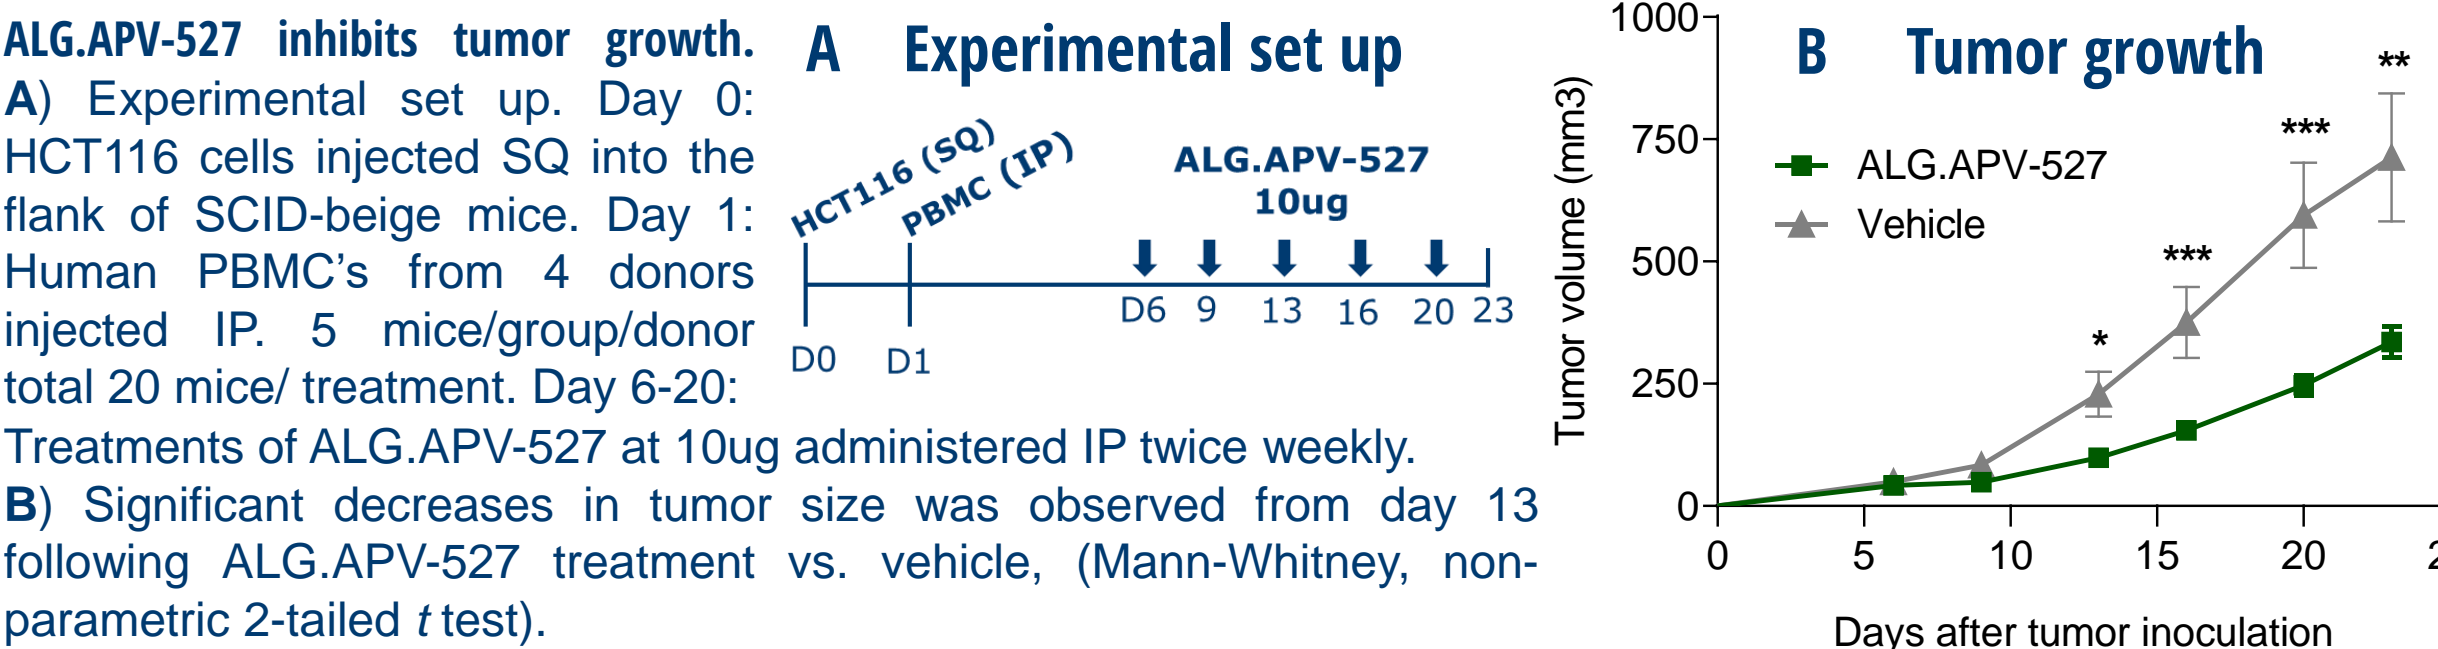 ALG.APV-527 inhibits tumor growth.
A) Experimental set up. Day 0:
HCT116 cells injected SQ into the
flank of SCID-beige mice. Day 1:
Human PBMC’s from 4 donors
injected IP. 5 mice/group/donor
total 20 mice/ treatment. Day 6-20:
Treatments of ALG.APV-527 at 10ug administered IP twice weekly.
B) Significant decreases in tumor size was observed from day 13
following ALG.APV-527 treatment vs. vehicle, (Mann-Whitney, non-
parametric 2-tailed t test).
A Experimental set up
HCT116 (SQ)
PBMC (IP)
ALG.APV-527
10ug
D6 9 13 16 20 23
D0 D1
B Tumor growth
Tumor volume (mm3)
1000
750
500
250
0
ALG.APV-527
Vehicle
*
***
***
**
0 5 10 15 20
Days after tumor inoculation